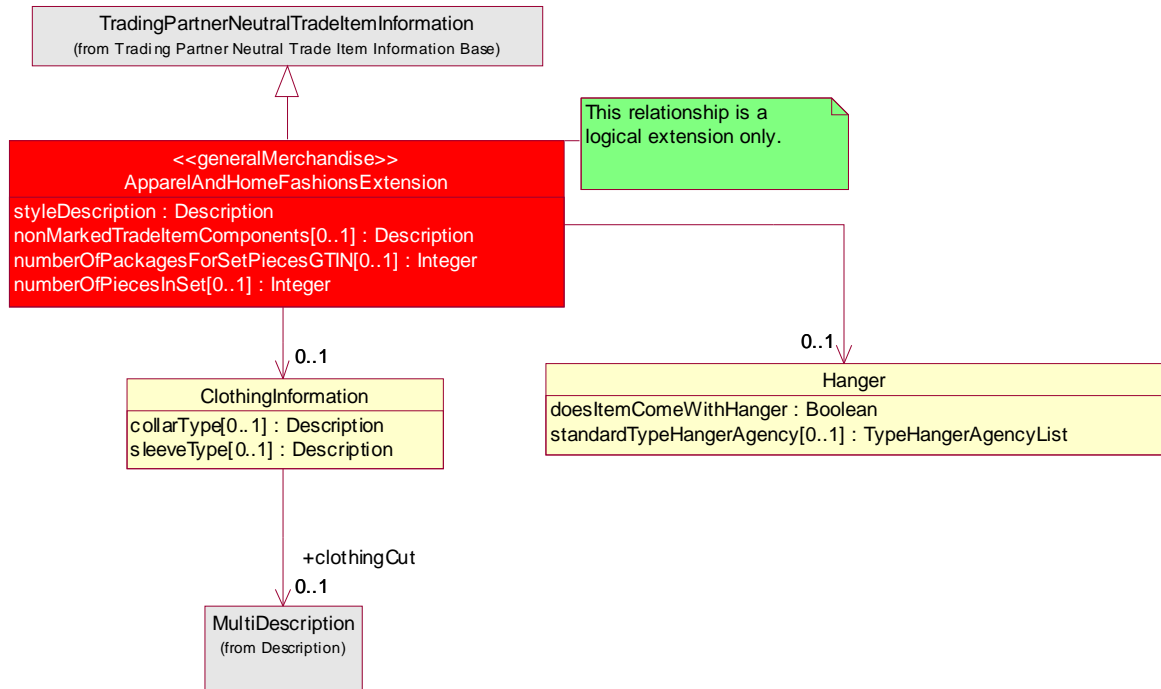 TradingPartnerNeutralTradeItemInformation
(from Trading Partner Neutral Trade Item Information Base)
This relationship is a
logical extension only.
<<generalMerchandise>>
ApparelAndHomeFashionsExtension
styleDescription : Description
nonMarkedTradeItemComponents[0..1] : Description
numberOfPackagesForSetPiecesGTIN[0..1] : Integer
numberOfPiecesInSet[0..1] : Integer
0..1
0..1
ClothingInformation
collarType[0..1] : Description
sleeveType[0..1] : Description
Hanger
doesItemComeWithHanger : Boolean
standardTypeHangerAgency[0..1] : TypeHangerAgencyList
+clothingCut
0..1
MultiDescription
(from Description)